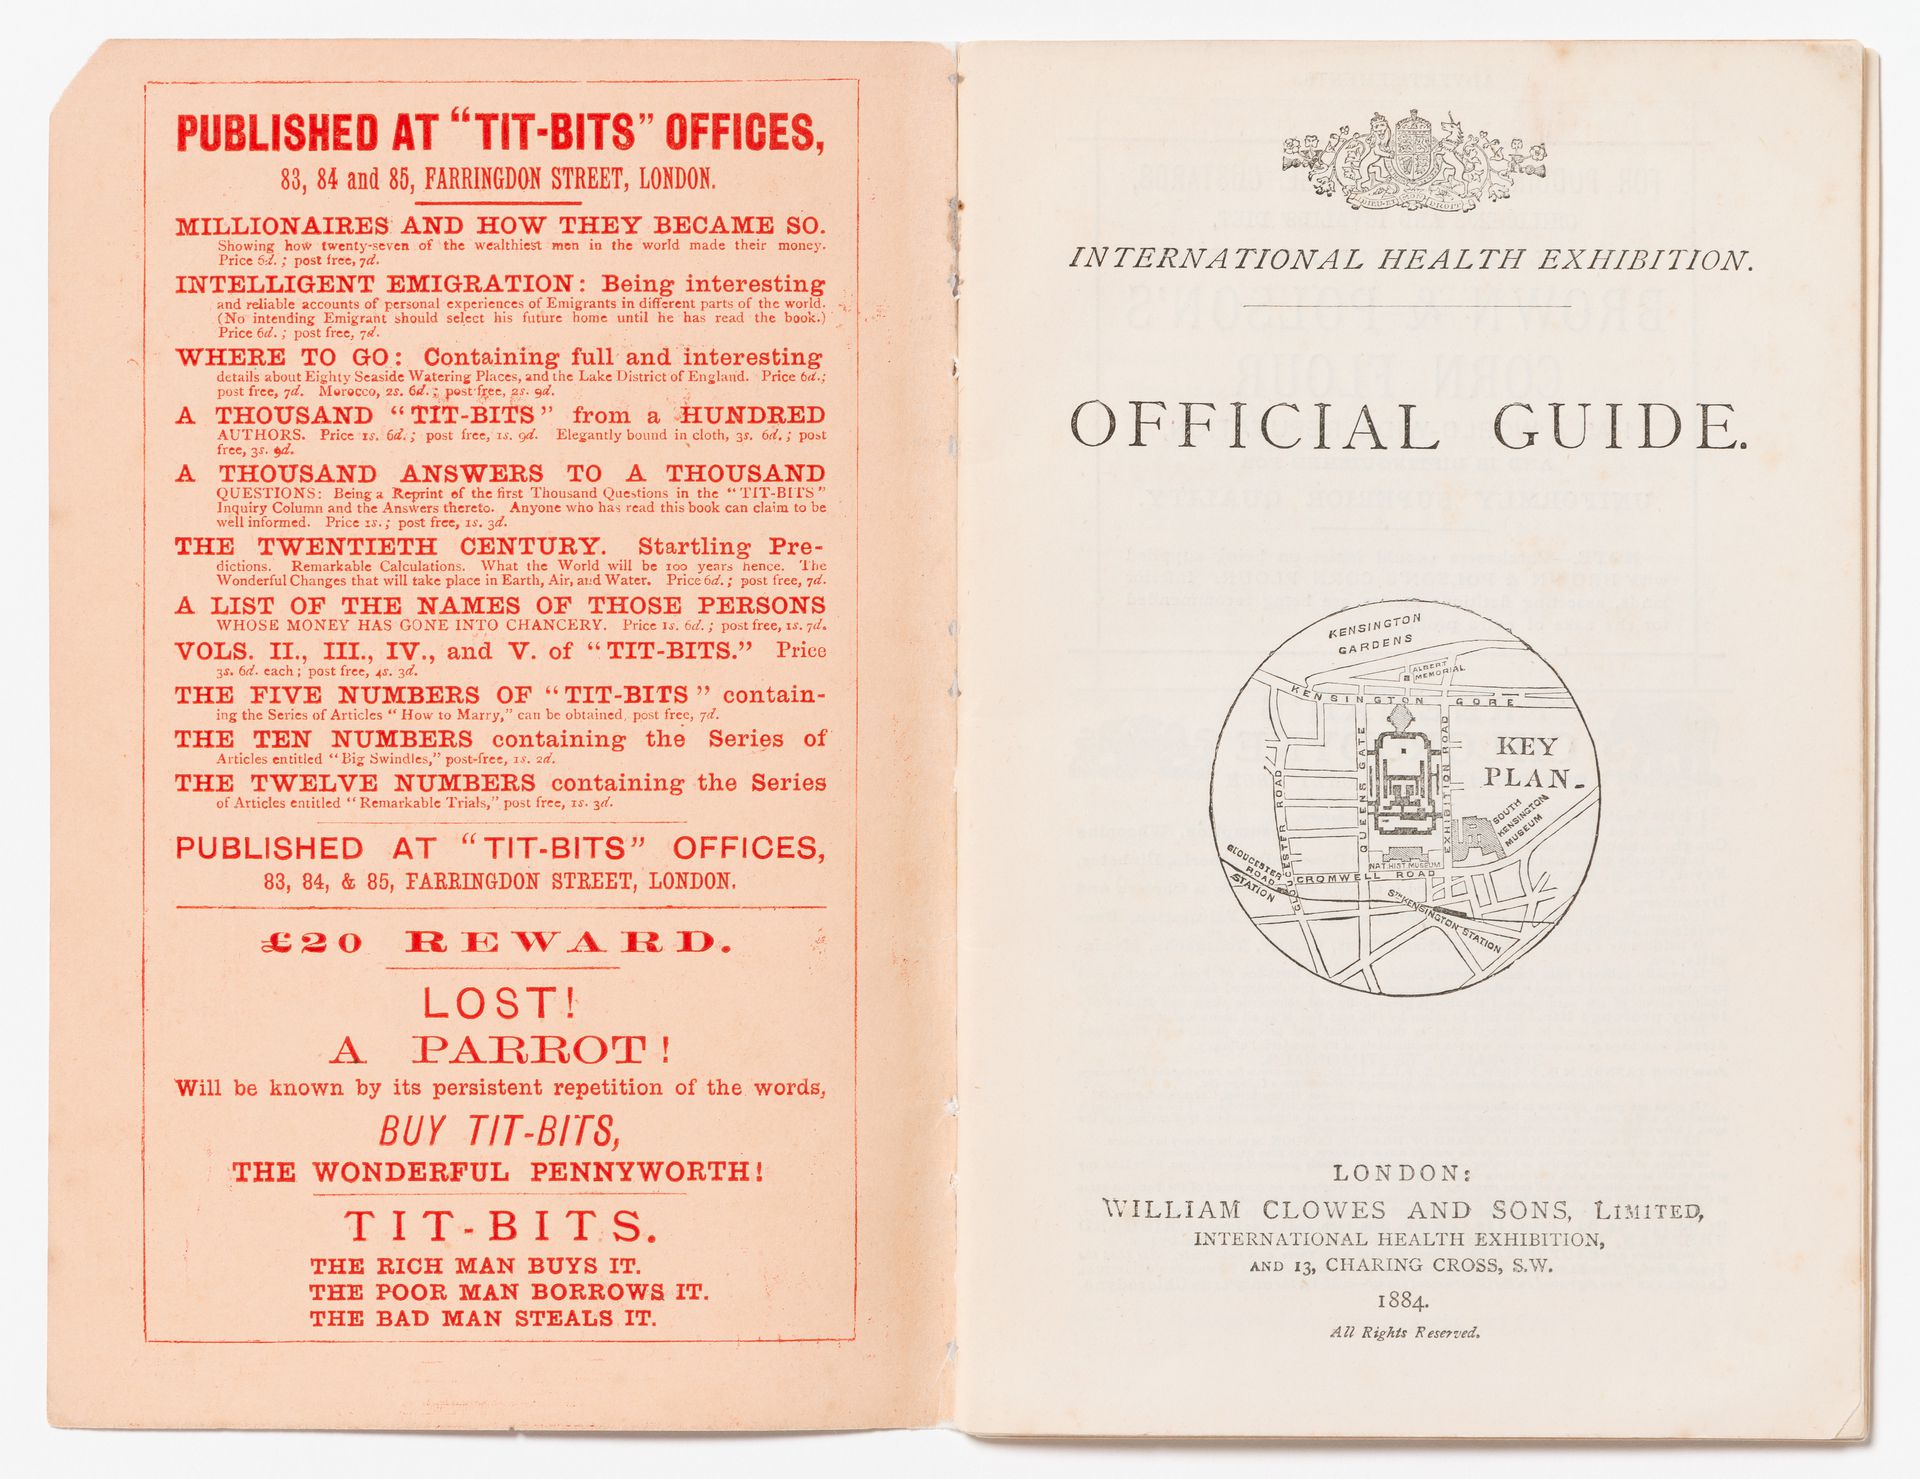 PUBLISHED AT "TIT-BITS" OFFICES,
83, 84 and 85, FARRINGDON STREET, LONDON.
MILLIONAIRES AND HOW THEY BECAME SO.
Showing how twenty-seven of the wealthiest men in the world made their money.
Price 6d.; post free, 7d.
INTELLIGENT EMIGRATION: Being interesting
and reliable accounts of personal experiences of Emigrants in different parts of the world.
(No intending Emigrant should select his future home until he has read the book.)
Price 6d.; post free, 7d.
WHERE TO GO: Containing full and interesting
details about Eighty Seaside Watering Places, and the Lake District of England. Price 6d.;
post free, 7d. Morocco, 2s. 6d.; post free, 2s. 9d.
A THOUSAND "TIT-BITS" from a HUNDRED
AUTHORS. Price 1s. 6d.; post free, 1s. 9d. Elegantly bound in cloth, 3s. 6d.; post
free, 3s. 9d.
A THOUSAND ANSWERS TO A THOUSAND
QUESTIONS: Being a Reprint of the first Thousand Questions in the "TIT-BITS"
Inquiry Column and the Answers thereto. Anyone who has read this book can claim to be
well informed. Price 1s.; post free, 1s. 3d.
THE TWENTIETH CENTURY. Startling Pre-
dictions. Remarkable Calculations. What the World will be 100 years hence. The
Wonderful Changes that will take place in Earth, Air, and Water. Price 6d.; post free, 7d.
A LIST OF THE NAMES OF THOSE PERSONS
WHOSE MONEY HAS GONE INTO CHANCERY. Price 1s. 6d.; post free, 1s. 7d.
VOLS. II., III., IV., and V. of "TIT-BITS." Price
3s. 6d. each; post free, 4s. 3d.
THE FIVE NUMBERS OF "TIT-BITS" contain-
ing the Series of Articles "How to Marry," can be obtained, post free, 7d.
THE TEN NUMBERS containing the Series of
Articles entitled "Big Swindles," post-free, 1s. 2d.
THE TWELVE NUMBERS containing the Series
of Articles entitled "Remarkable Trials," post free, 1s. 3d.
PUBLISHED AT "TIT-BITS" OFFICES,
83, 84, & 85, FARRINGDON STREET, LONDON.
£20 REWARD.
LOST!
A PARROT!
Will be known by its persistent repetition of the words,
BUY TIT-BITS,
THE WONDERFUL PENNYWORTH!
TIT-BITS.
THE RICH MAN BUYS IT.
THE POOR MAN BORROWS IT.
THE BAD MAN STEALS IT.
INTERNATIONAL HEALTH EXHIBITION.
OFFICIAL GUIDE.
KENSINGTON
GARDENS
ALBERT
MEMORIAL
KENSINGTON GORE
KEY
PLAN
QUEENS GATE
EXHIBITION ROAD
GLOUCESTER ROAD
SOUTH
KENSINGTON
MUSEUM
NAT HIST MUSEUM
CROMWELL ROAD
GLOUCESTER
ROAD
STATION
STH KENSINGTON STATION
LONDON:
WILLIAM CLOWES AND SONS, LIMITED,
INTERNATIONAL HEALTH EXHIBITION,
AND 13, CHARING CROSS, S.W.
1884.
All Rights Reserved.